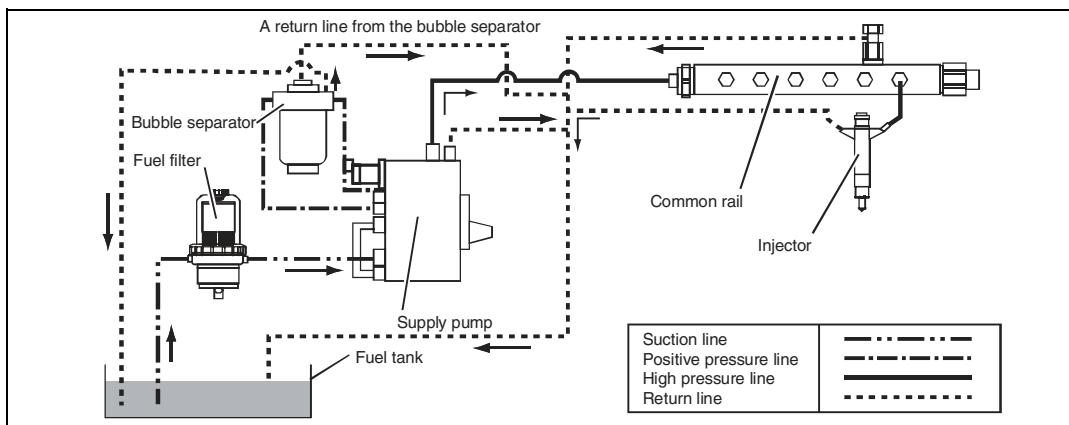 A return line from the bubble separator
Bubble separator
Fuel filter
Common rail
Injector
Supply pump
Fuel tank
Suction line
Positive pressure line
High pressure line
Return line